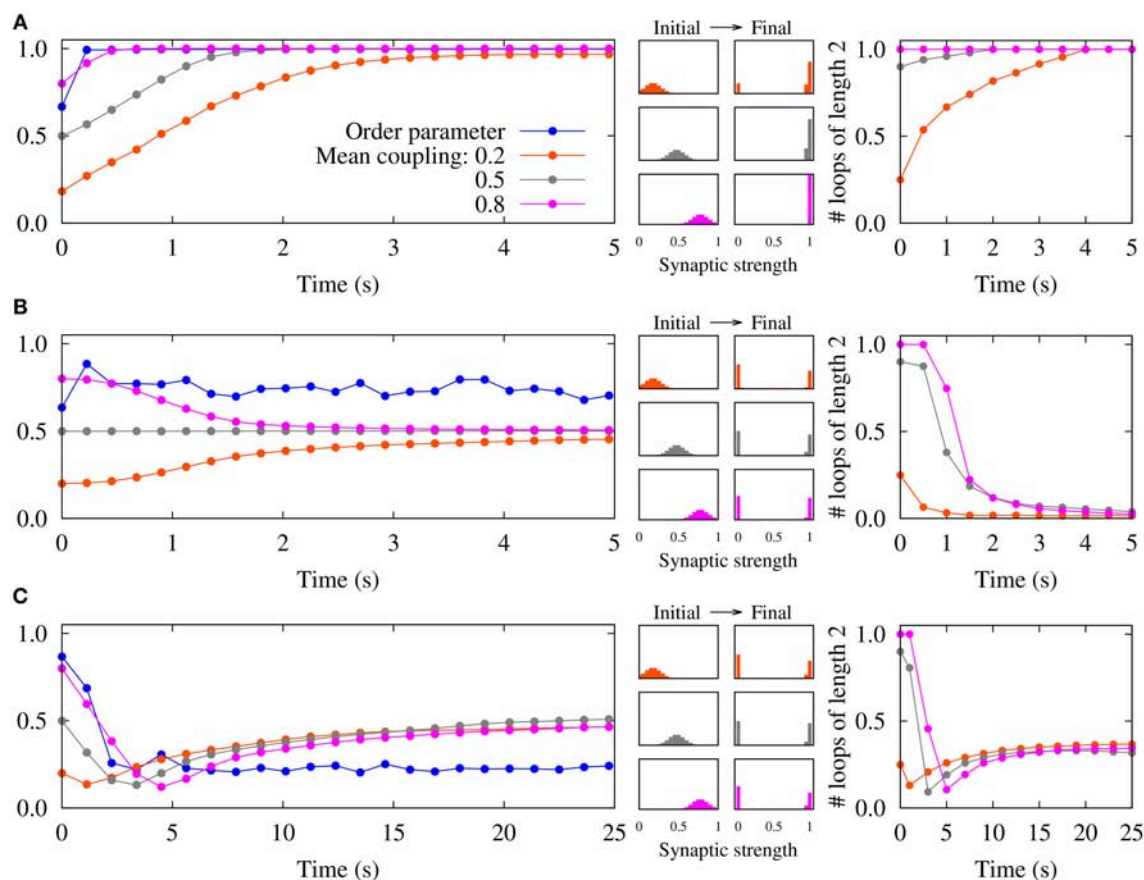 A
Initial → Final
1.0
0.5
0.0
Order parameter
Mean coupling: 0.2
0.5
0.8
0 1 2 3 4 5
Time (s)
0 0.5 1 0 0.5 1
Synaptic strength
# loops of length 2
1.0
0.5
0.0
0 1 2 3 4 5
Time (s)
B
Initial → Final
1.0
0.5
0.0
0 1 2 3 4 5
Time (s)
0 0.5 1 0 0.5 1
Synaptic strength
# loops of length 2
1.0
0.5
0.0
0 1 2 3 4 5
Time (s)
C
Initial → Final
1.0
0.5
0.0
0 5 10 15 20 25
Time (s)
0 0.5 1 0 0.5 1
Synaptic strength
# loops of length 2
1.0
0.5
0.0
0 5 10 15 20 25
Time (s)